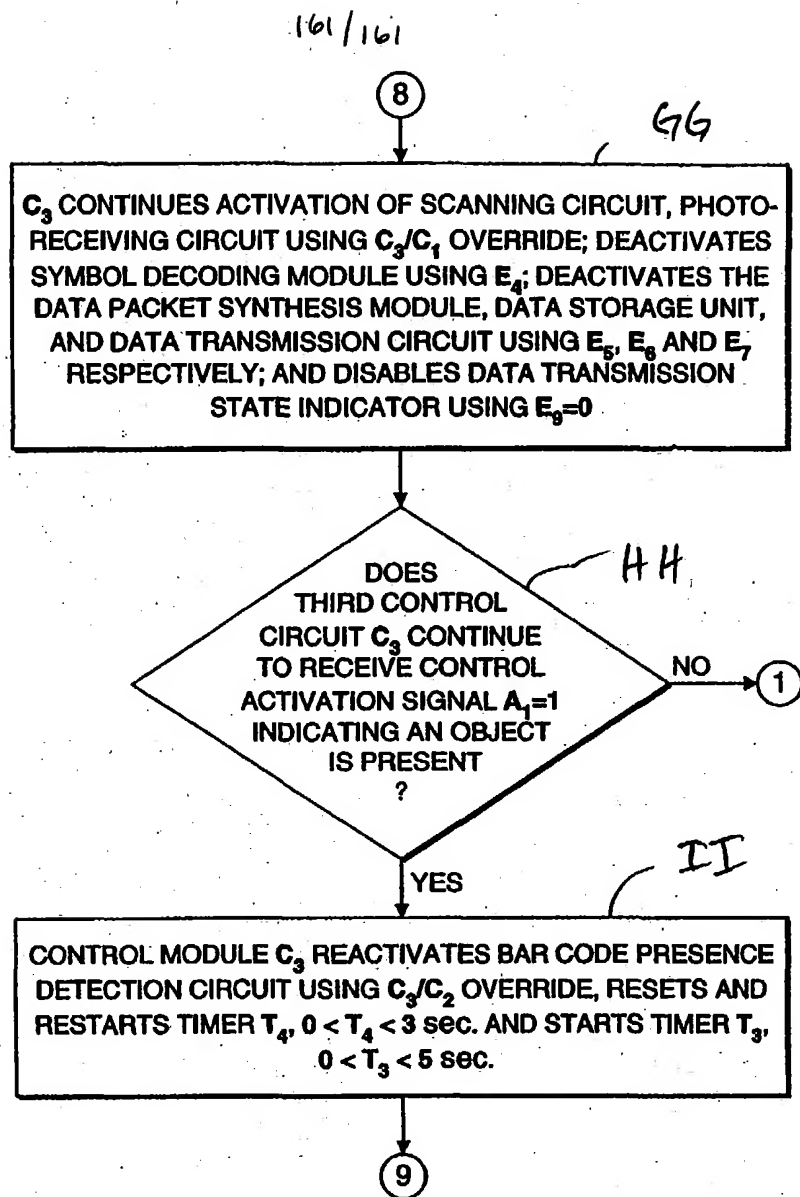 161/161
8
GG
C₃ CONTINUES ACTIVATION OF SCANNING CIRCUIT, PHOTO-
RECEIVING CIRCUIT USING C₃/C₁ OVERRIDE; DEACTIVATES
SYMBOL DECODING MODULE USING E₄; DEACTIVATES THE
DATA PACKET SYNTHESIS MODULE, DATA STORAGE UNIT,
AND DATA TRANSMISSION CIRCUIT USING E₅, E₆ AND E₇
RESPECTIVELY; AND DISABLES DATA TRANSMISSION
STATE INDICATOR USING E₉=0
HH
DOES
THIRD CONTROL
CIRCUIT C₃ CONTINUE
TO RECEIVE CONTROL
ACTIVATION SIGNAL A₁=1
INDICATING AN OBJECT
IS PRESENT
?
NO
1
YES
II
CONTROL MODULE C₃ REACTIVATES BAR CODE PRESENCE
DETECTION CIRCUIT USING C₃/C₂ OVERRIDE, RESETS AND
RESTARTS TIMER T₄, 0 < T₄ < 3 sec. AND STARTS TIMER T₃,
0 < T₃ < 5 sec.
9